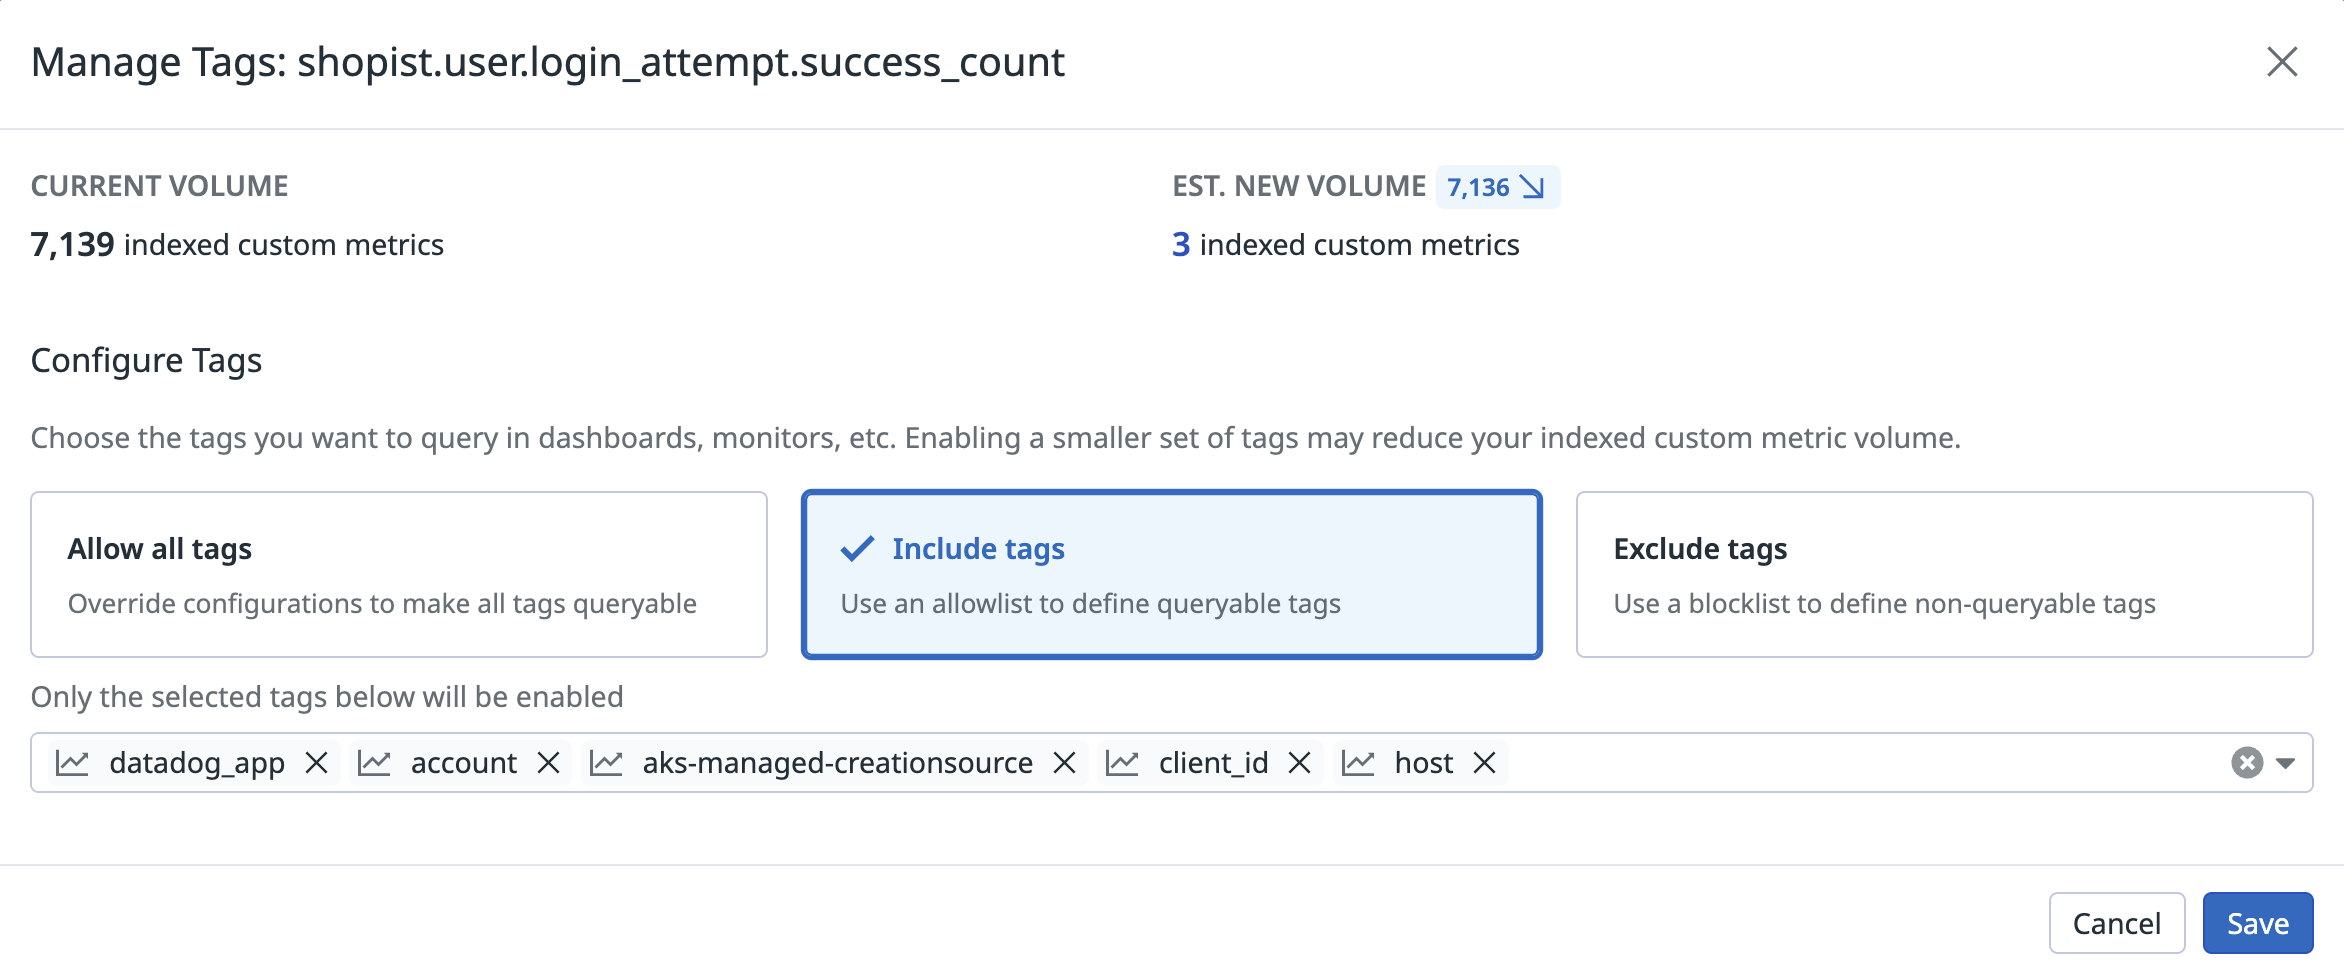 Manage Tags: shopist.user.login_attempt.success_count
CURRENT VOLUME
7,139 indexed custom metrics
EST. NEW VOLUME 7,136
3 indexed custom metrics
Configure Tags
Choose the tags you want to query in dashboards, monitors, etc. Enabling a smaller set of tags may reduce your indexed custom metric volume.
Allow all tags
Override configurations to make all tags queryable
Include tags
Use an allowlist to define queryable tags
Exclude tags
Use a blocklist to define non-queryable tags
Only the selected tags below will be enabled
datadog_app account aks-managed-creationsource client_id host
Cancel Save